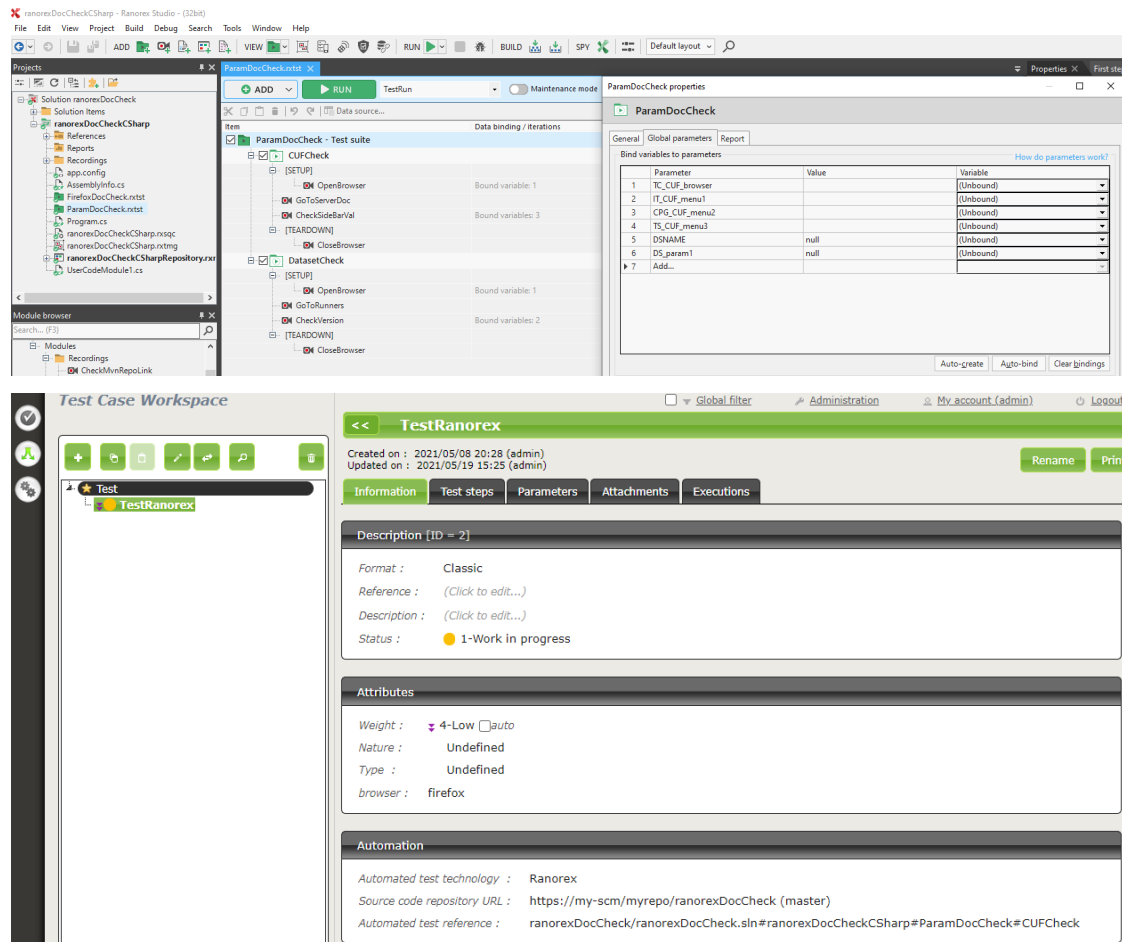 ranorexDocCheckCSharp - Ranorex Studio - (32bit)
File Edit View Project Build Debug Search Tools Window Help
ADD VIEW RUN BUILD SPY Default layout
Projects
Solution ranorexDocCheck
Solution Items
ranorexDocCheckCSharp
References
Reports
Recordings
app.config
AssemblyInfo.cs
FirefoxDocCheck.rxtst
ParamDocCheck.rxtst
Program.cs
ranorexDocCheckCSharp.rxsqc
ranorexDocCheckCSharp.rxtmg
ranorexDocCheckCSharpRepository.rxr
UserCodeModule1.cs
Module browser
Search... (F3)
Modules
Recordings
CheckMvnRepoLink
ParamDocCheck.rxtst
ADD RUN TestRun Maintenance mode
Data source...
Item Data binding / iterations
ParamDocCheck - Test suite
CUFCheck
[SETUP]
OpenBrowser Bound variable: 1
GoToServerDoc
CheckSideBarVal Bound variables: 3
[TEARDOWN]
CloseBrowser
DatasetCheck
[SETUP]
OpenBrowser Bound variable: 1
GoToRunners
CheckVersion Bound variables: 2
[TEARDOWN]
CloseBrowser
Properties First ste
ParamDocCheck properties
ParamDocCheck
General Global parameters Report
Bind variables to parameters How do parameters work?
Parameter Value Variable
1 TC_CUF_browser (Unbound)
2 IT_CUF_menu1 (Unbound)
3 CPG_CUF_menu2 (Unbound)
4 TS_CUF_menu3 (Unbound)
5 DSNAME null (Unbound)
6 DS_param1 null (Unbound)
7 Add...
Auto-create Auto-bind Clear bindings
Test Case Workspace
Global filter Administration My account (admin) Logout
Test
TestRanorex
<< TestRanorex
Created on : 2021/05/08 20:28 (admin)
Updated on : 2021/05/19 15:25 (admin)
Rename Prin
Information Test steps Parameters Attachments Executions
Description [ID = 2]
Format : Classic
Reference : (Click to edit...)
Description : (Click to edit...)
Status : 1-Work in progress
Attributes
Weight : 4-Low auto
Nature : Undefined
Type : Undefined
browser : firefox
Automation
Automated test technology : Ranorex
Source code repository URL : https://my-scm/myrepo/ranorexDocCheck (master)
Automated test reference : ranorexDocCheck/ranorexDocCheck.sln#ranorexDocCheckCSharp#ParamDocCheck#CUFCheck